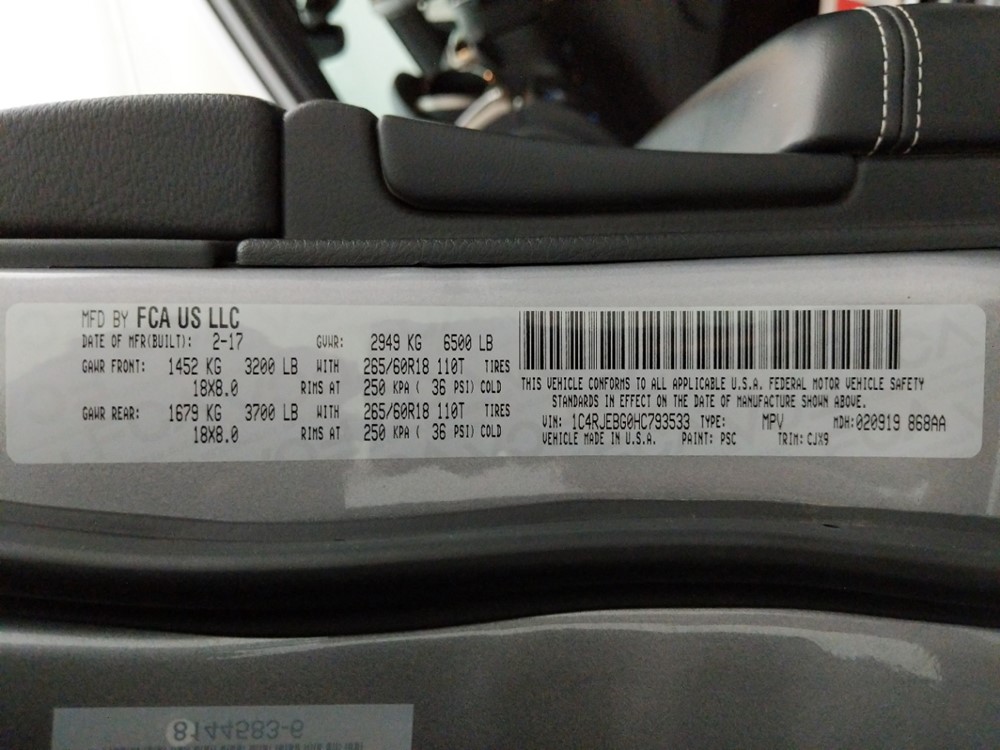 MFD BY FCA US LLC
DATE OF MFR(BUILT): 2-17 GVWR: 2949 KG 6500 LB
GAWR FRONT: 1452 KG 3200 LB WITH 265/60R18 110T TIRES
18X8.0 RIMS AT 250 KPA ( 36 PSI) COLD
GAWR REAR: 1679 KG 3700 LB WITH 265/60R18 110T TIRES
18X8.0 RIMS AT 250 KPA ( 36 PSI) COLD
THIS VEHICLE CONFORMS TO ALL APPLICABLE U.S.A. FEDERAL MOTOR VEHICLE SAFETY
STANDARDS IN EFFECT ON THE DATE OF MANUFACTURE SHOWN ABOVE.
VIN: 1C4RJEBG0HC793533 TYPE: MPV MDH:020919 868AA
VEHICLE MADE IN U.S.A. PAINT: PSC TRIM: CJX9
8144583-6